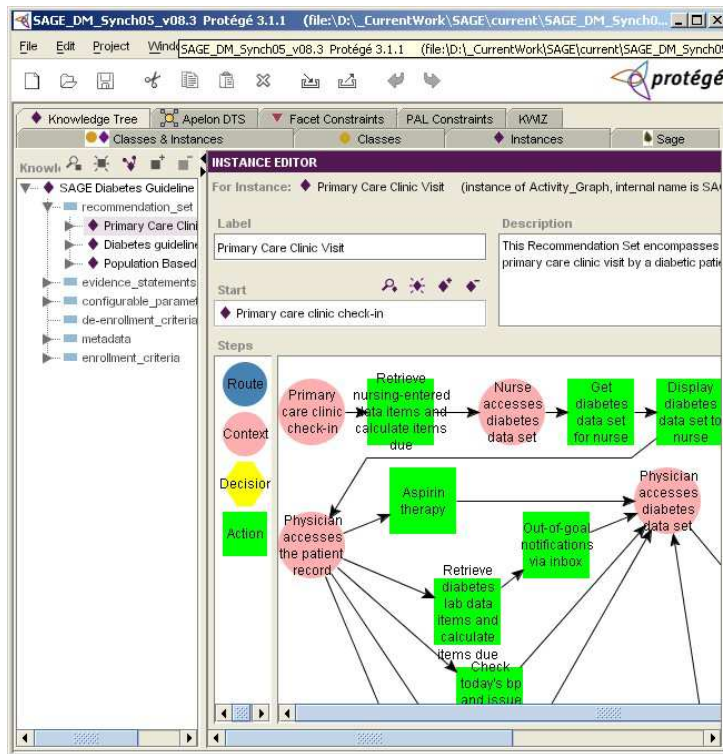 SAGE_DM_Synch05_v08.3 Protégé 3.1.1 (file:\D:\_CurrentWork\SAGE\current\SAGE_DM_Synch0...
File Edit Project Wind
SAGE_DM_Synch05_v08.3 Protégé 3.1.1 (file:\D:\_CurrentWork\SAGE\current\SAGE_DM_Synch05
protégé
Knowledge Tree Apelon DTS Facet Constraints PAL Constraints KWIZ
Classes & Instances Classes Instances Sage
Knowl
INSTANCE EDITOR
SAGE Diabetes Guideline
recommendation_set
Primary Care Clini
Diabetes guideline
Population Based
evidence_statements
configurable_paramet
de-enrollment_criteria
metadata
enrollment_criteria
For Instance: Primary Care Clinic Visit (instance of Activity_Graph, internal name is SA
Label
Primary Care Clinic Visit
Description
This Recommendation Set encompasses
primary care clinic visit by a diabetic patie
Start
Primary care clinic check-in
Steps
Route
Context
Decision
Action
Primary
care clinic
check-in
Retrieve
nursing-entered
data items and
calculate items
due
Nurse
accesses
diabetes
data set
Get
diabetes
data set
for nurse
Display
diabetes
data set to
nurse
Physician
accesses
the patient
record
Aspirin
therapy
Physician
accesses
diabetes
data set
Out-of-goal
notifications
via inbox
Retrieve
diabetes
lab data
items and
calculate
items due
Check
today's bp
and issue